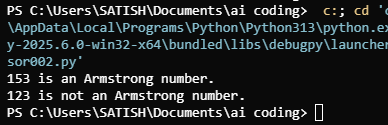 PS C:\Users\SATISH\Documents\ai coding>  c:; cd 'c
\AppData\Local\Programs\Python\Python313\python.ex
y-2025.6.0-win32-x64\bundled\libs\debugpy\launcher
sor002.py'
153 is an Armstrong number.
123 is not an Armstrong number.
PS C:\Users\SATISH\Documents\ai coding>